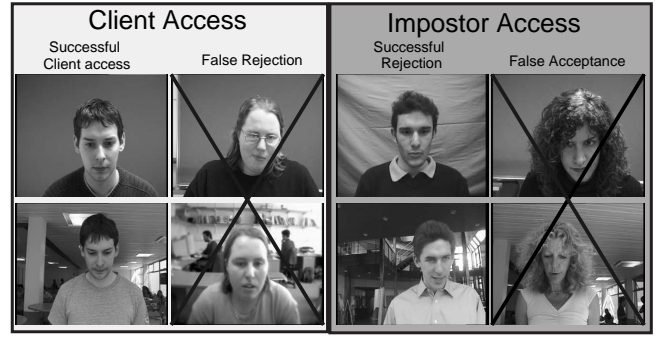 Client Access
Impostor Access
Successful
Client access
False Rejection
Successful
Rejection
False Acceptance